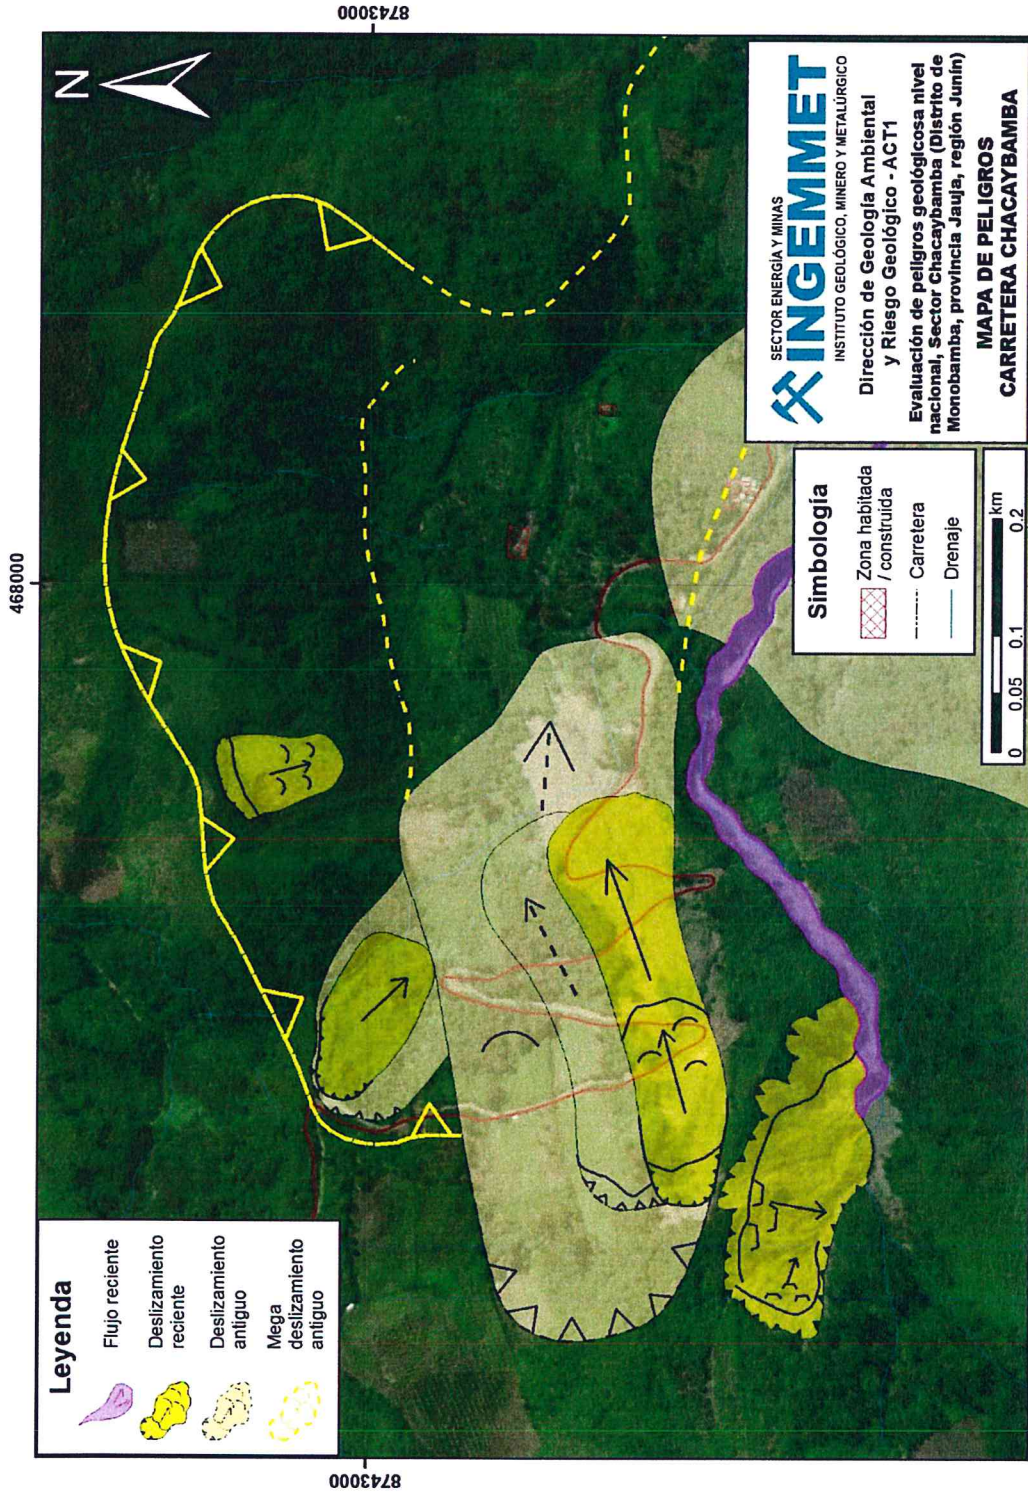 8743000
468000
8743000
N
Leyenda
Flujo reciente
Deslizamiento
reciente
Deslizamiento
antiguo
Mega
deslizamiento
antiguo
Simbología
Zona habitada
/ construida
Carretera
Drenaje
0 0.05 0.1 0.2 km
SECTOR ENERGÍA Y MINAS
INGEMMET
INSTITUTO GEOLÓGICO, MINERO Y METALÚRGICO
Dirección de Geología Ambiental
y Riesgo Geológico - ACT1
Evaluación de peligros geológicosa nivel
nacional, Sector Chacaybamba (Distrito de
Monobamba, provincia Jauja, región Junín)
MAPA DE PELIGROS
CARRETERA CHACAYBAMBA